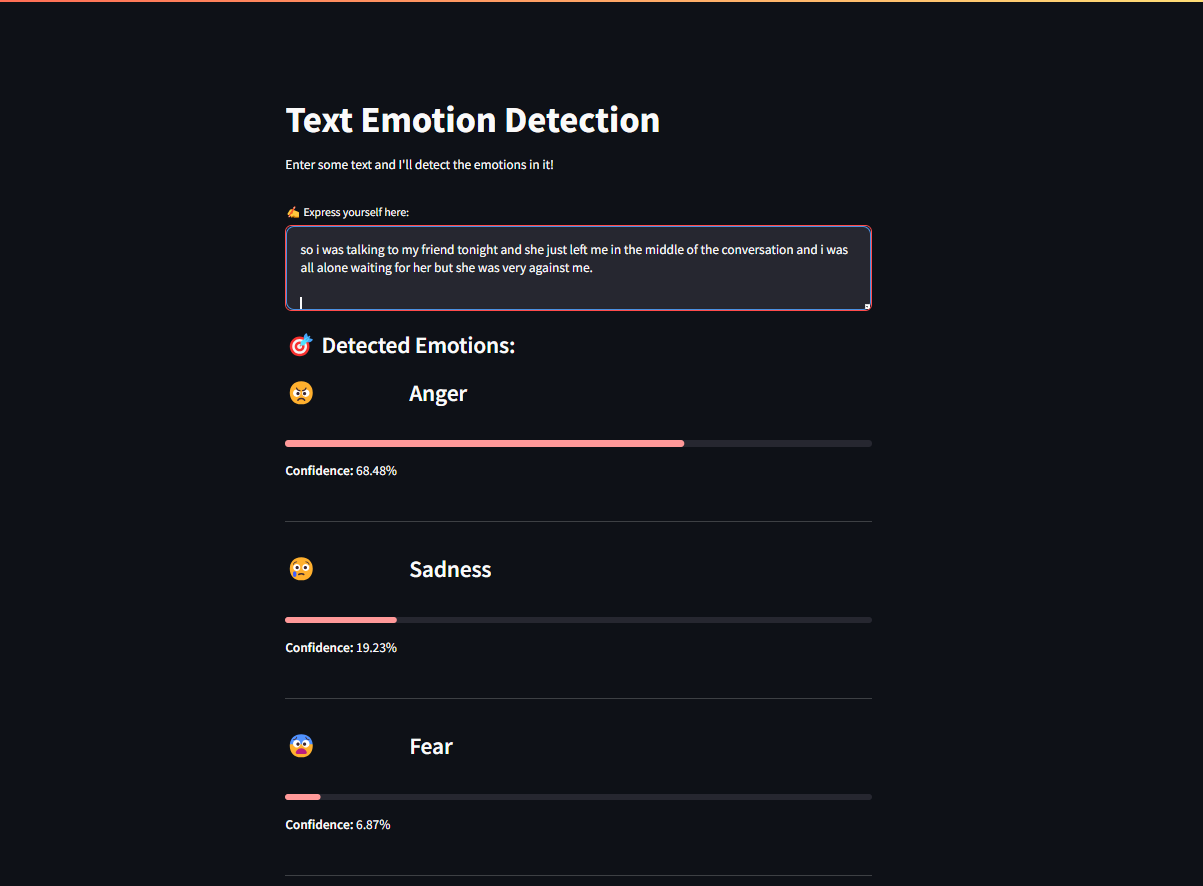 Text Emotion Detection
Enter some text and I'll detect the emotions in it!
✍️ Express yourself here:
so i was talking to my friend tonight and she just left me in the middle of the conversation and i was
all alone waiting for her but she was very against me.
🎯 Detected Emotions:
😠 Anger
Confidence: 68.48%
😢 Sadness
Confidence: 19.23%
😨 Fear
Confidence: 6.87%